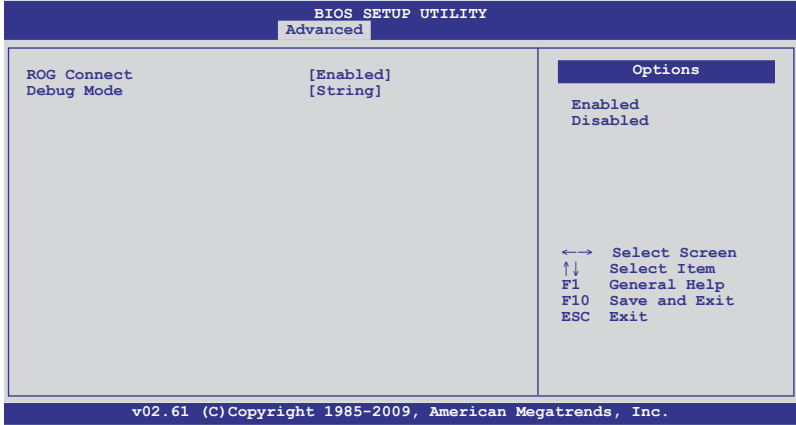 BIOS SETUP UTILITY
Advanced
ROG Connect [Enabled]
Debug Mode [String]
Options
Enabled
Disabled
←→ Select Screen
↑↓ Select Item
F1 General Help
F10 Save and Exit
ESC Exit
v02.61 (C)Copyright 1985-2009, American Megatrends, Inc.